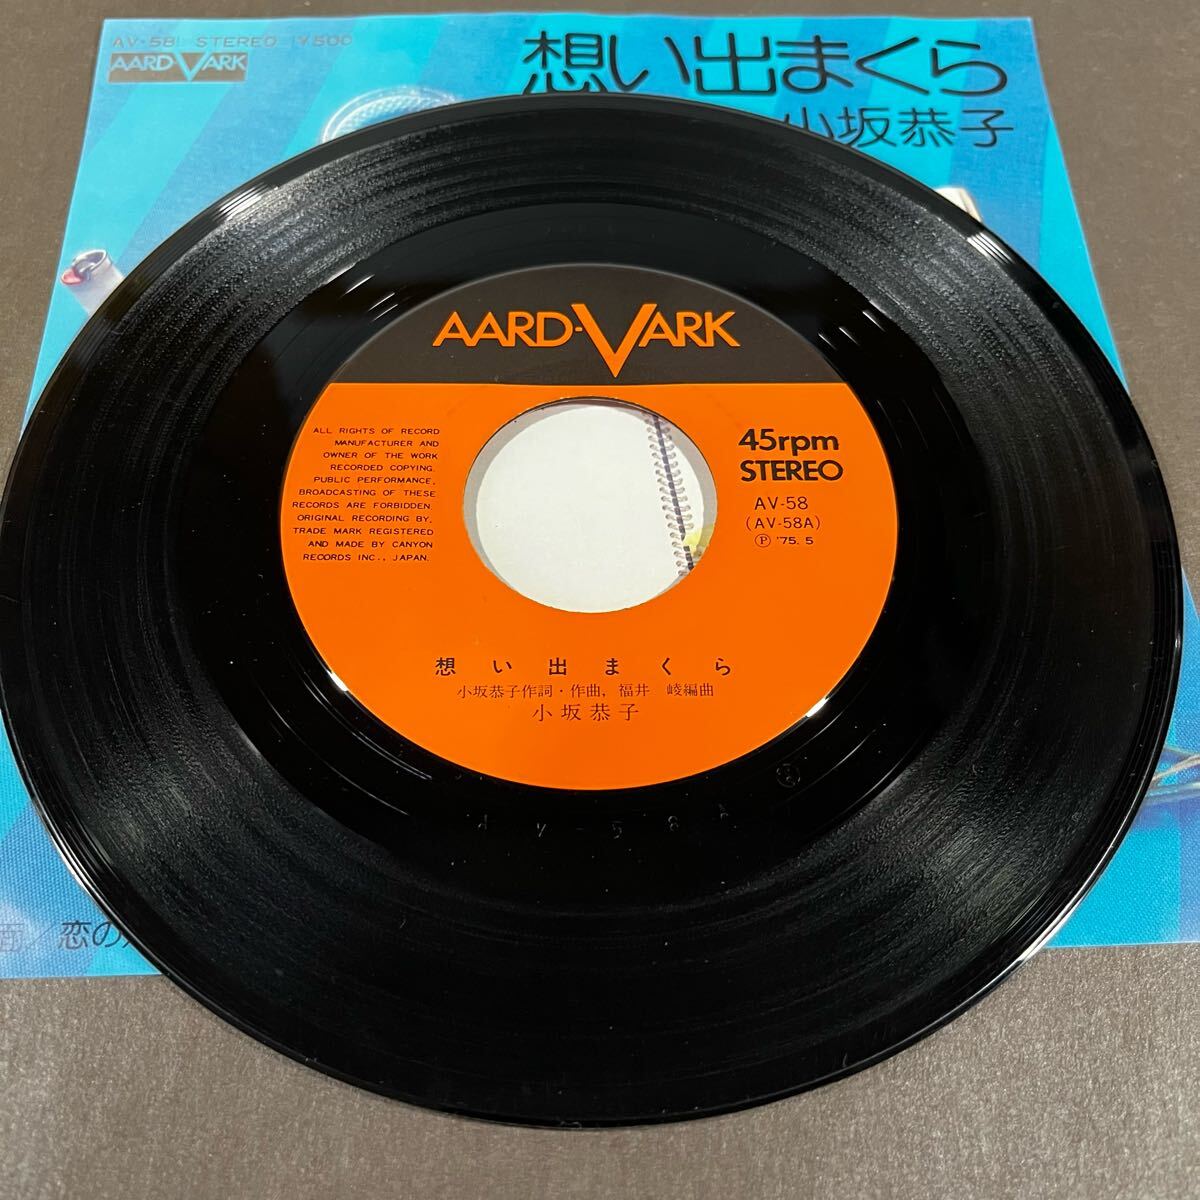 AV-58 STEREO ¥500
AARD-VARK
想い出まくら
小坂恭子
AARD-VARK
ALL RIGHTS OF RECORD
MANUFACTURER AND
OWNER OF THE WORK
RECORDED COPYING.
PUBLIC PERFORMANCE,
BROADCASTING OF THESE
RECORDS ARE FORBIDDEN.
ORIGINAL RECORDING BY,
TRADE MARK REGISTERED
AND MADE BY CANYON
RECORDS INC., JAPAN.
45rpm
STEREO
AV-58
(AV-58A)
Ⓟ '75. 5
想い出まくら
小坂恭子作詞・作曲, 福井 崚編曲
小坂恭子
AV-58A
恋の